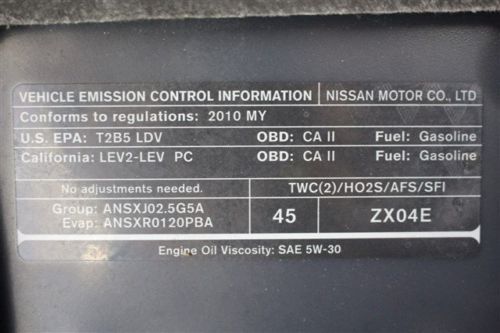 VEHICLE EMISSION CONTROL INFORMATION NISSAN MOTOR CO., LTD
Conforms to regulations: 2010 MY
U.S. EPA: T2B5 LDV OBD: CA II Fuel: Gasoline
California: LEV2-LEV PC OBD: CA II Fuel: Gasoline
No adjustments needed. TWC(2)/HO2S/AFS/SFI
Group: ANSXJ02.5G5A
Evap: ANSXR0120PBA 45 ZX04E
Engine Oil Viscosity: SAE 5W-30